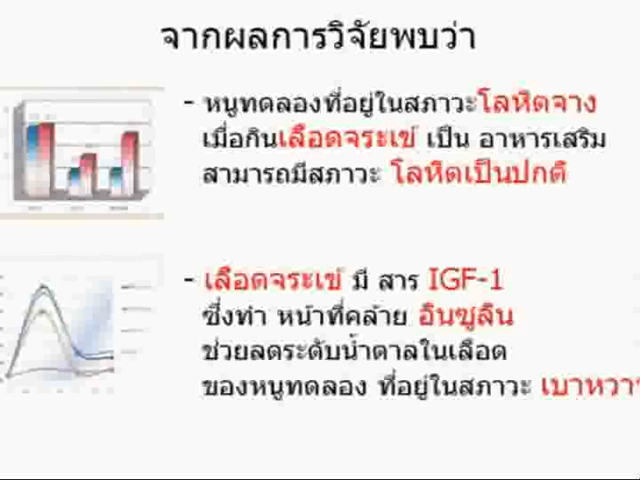 จากผลการวิจัยพบว่า
- หนูทดลองที่อยู่ในสภาวะโลหิตจาง
เมื่อกินเลือดจระเข้ เป็น อาหารเสริม
สามารถมีสภาวะ โลหิตเป็นปกติ
- เลือดจระเข้ มี สาร IGF-1
ซึ่งทำ หน้าที่คล้าย อินซูลิน
ช่วยลดระดับน้ำตาลในเลือด
ของหนูทดลอง ที่อยู่ในสภาวะ เบาหวา